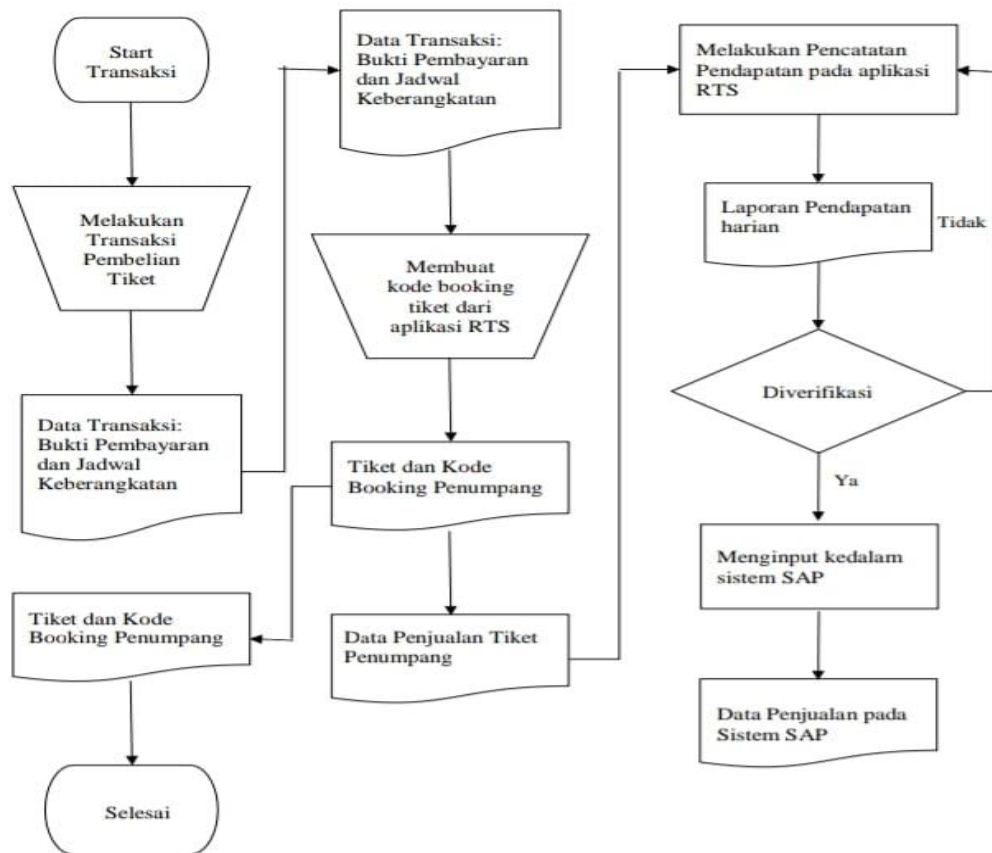 Start
Transaksi
Melakukan
Transaksi
Pembelian
Tiket
Data Transaksi:
Bukti Pembayaran
dan Jadwal
Keberangkatan
Tiket dan Kode
Booking Penumpang
Selesai
Data Transaksi:
Bukti Pembayaran
dan Jadwal
Keberangkatan
Membuat
kode booking
tiket dari
aplikasi RTS
Tiket dan Kode
Booking Penumpang
Data Penjualan Tiket
Penumpang
Melakukan Pencatatan
Pendapatan pada aplikasi
RTS
Laporan Pendapatan
harian
Tidak
Diverifikasi
Ya
Menginput kedalam
sistem SAP
Data Penjualan pada
Sistem SAP